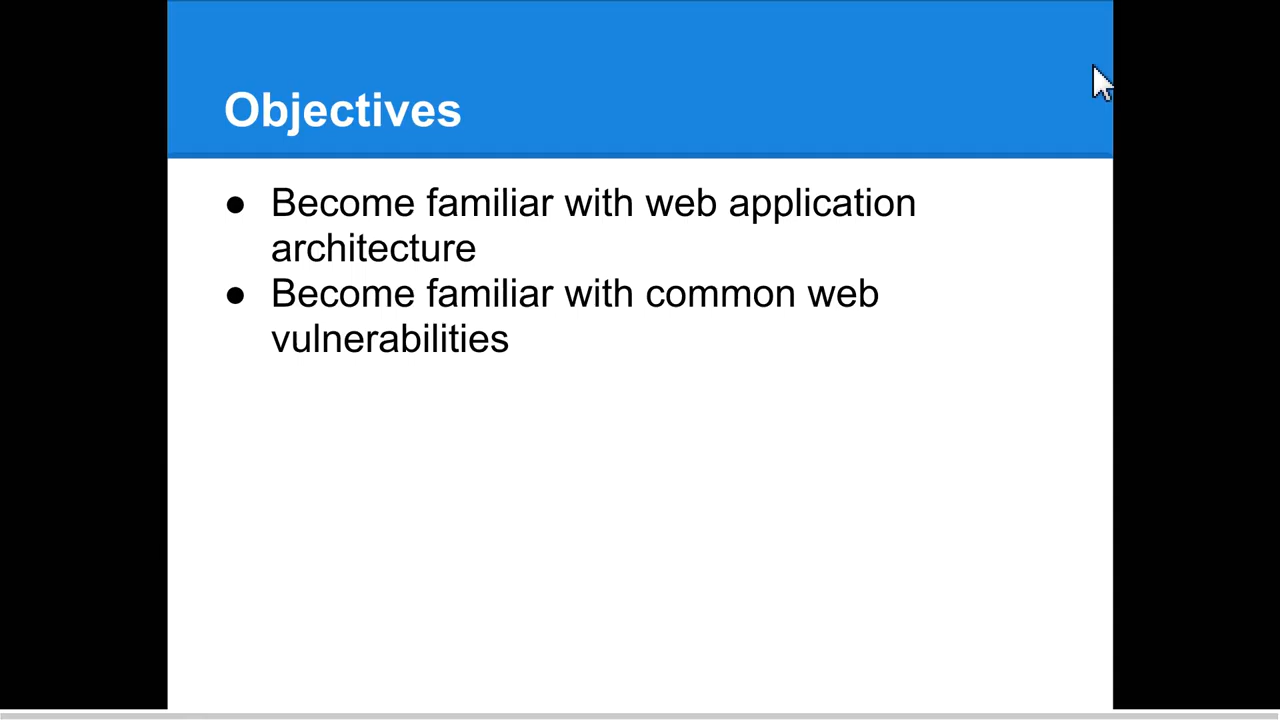 Objectives
● Become familiar with web application
architecture
● Become familiar with common web
vulnerabilities